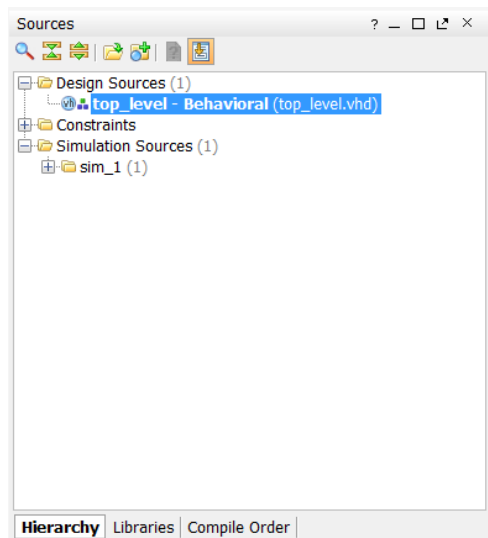 Sources ?
Design Sources (1)
top_level - Behavioral (top_level.vhd)
Constraints
Simulation Sources (1)
sim_1 (1)
Hierarchy Libraries Compile Order